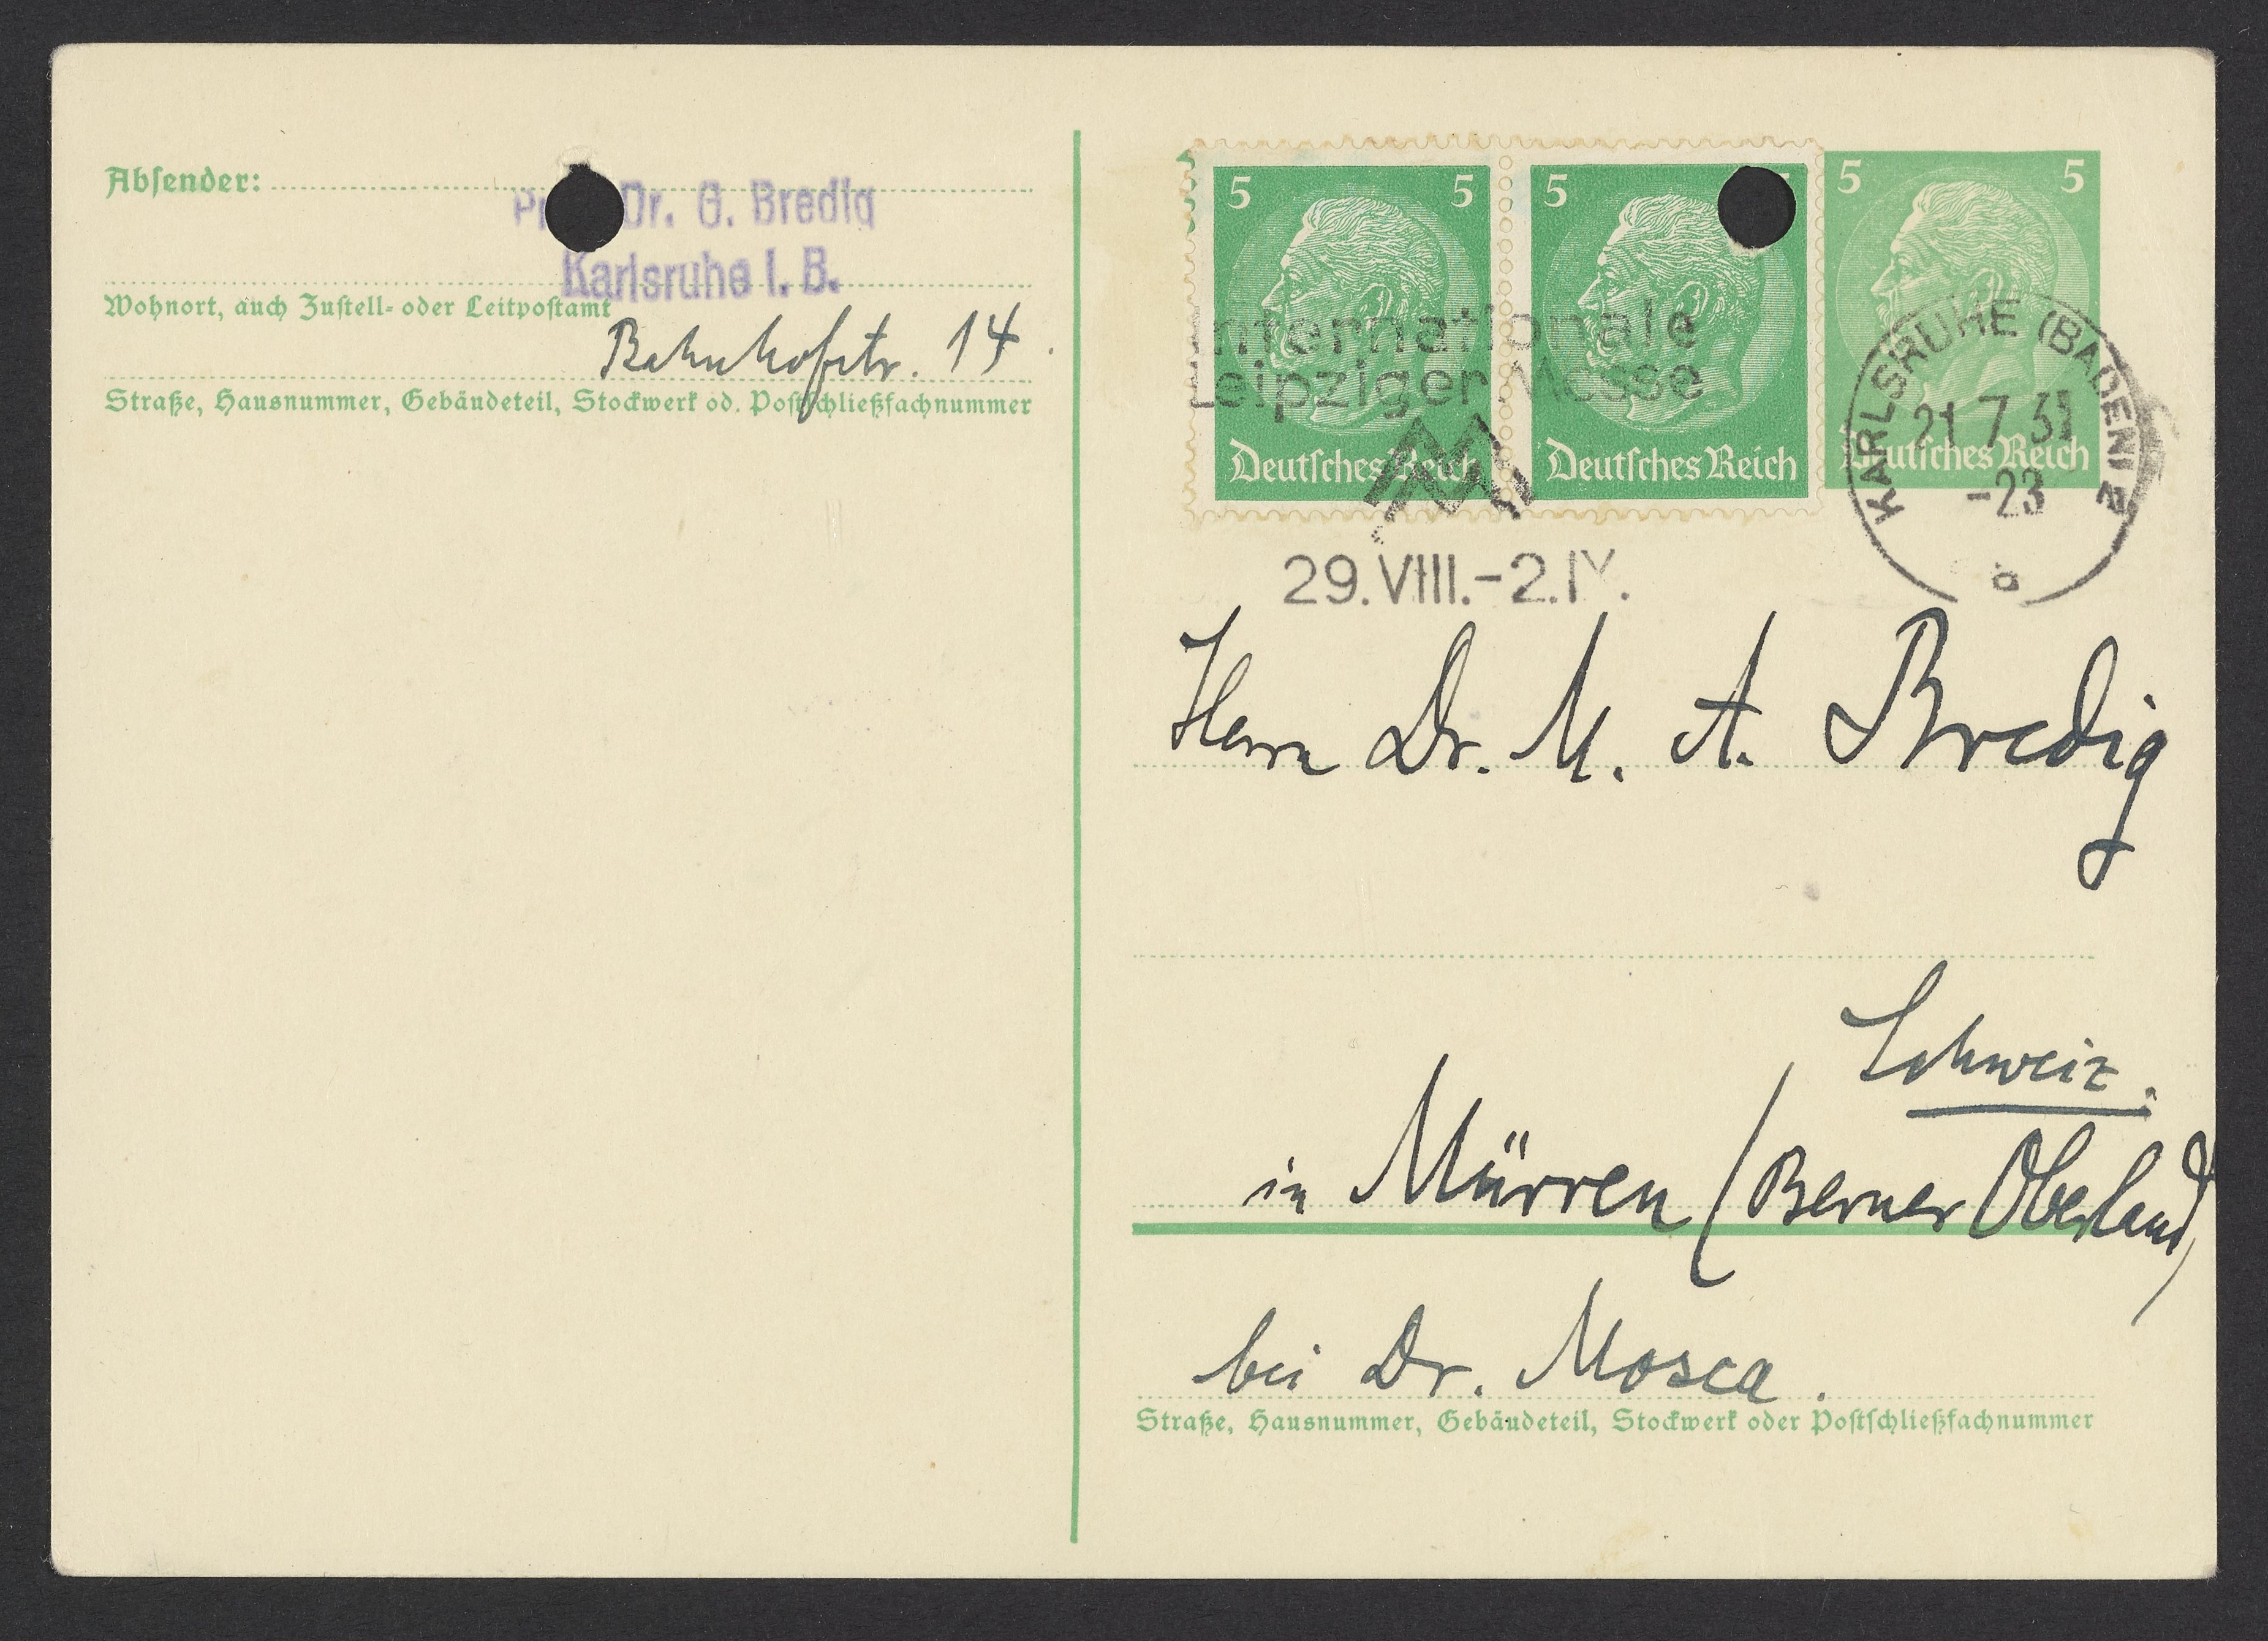 Absender:
Dr. G. Bredig
Karlsruhe I. B.
Wohnort, auch Zustell- oder Leitpostamt
Bahnhofstr. 14.
Straße, Hausnummer, Gebäudeteil, Stockwerk od. Postschließfachnummer
5 5
5
5 5
Deutsches Reich
Deutsches Reich
Deutsches Reich
Internationale
Leipziger Messe
M
29.VIII.-2.IX.
KARLSRUHE (BADEN) 2
21 7
-23
a
Herrn Dr. M. A. Bredig
Schweiz.
in Mürren (Berner Oberland)
bei Dr. Mosca.
Straße, Hausnummer, Gebäudeteil, Stockwerk oder Postschließfachnummer